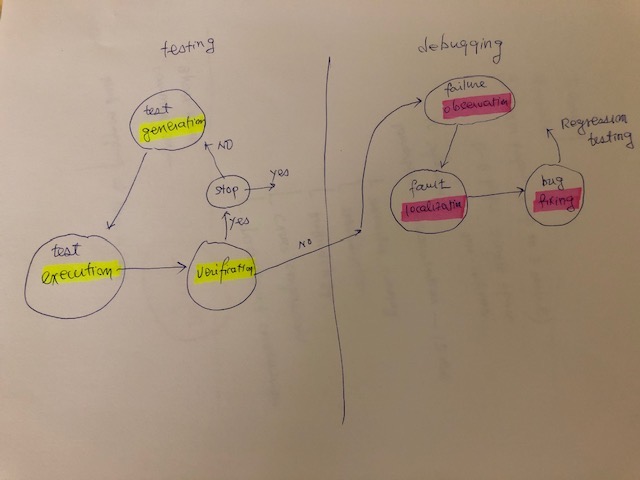 testing
test
generation
NO
stop
yes
yes
test
execution
verification
NO
debugging
failure
observation
fault
localization
bug
fixing
Regression
testing